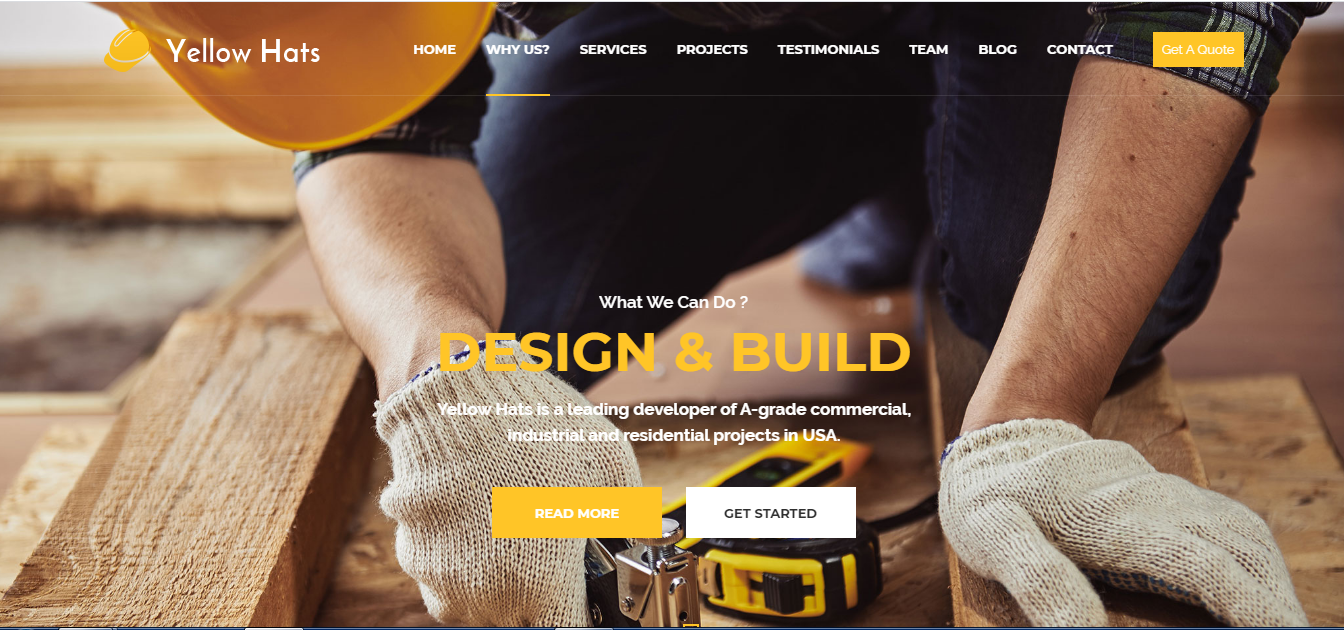 Yellow Hats
HOME WHY US? SERVICES PROJECTS TESTIMONIALS TEAM BLOG CONTACT Get A Quote
What We Can Do ?
DESIGN & BUILD
Yellow Hats is a leading developer of A-grade commercial,
industrial and residential projects in USA.
READ MORE GET STARTED